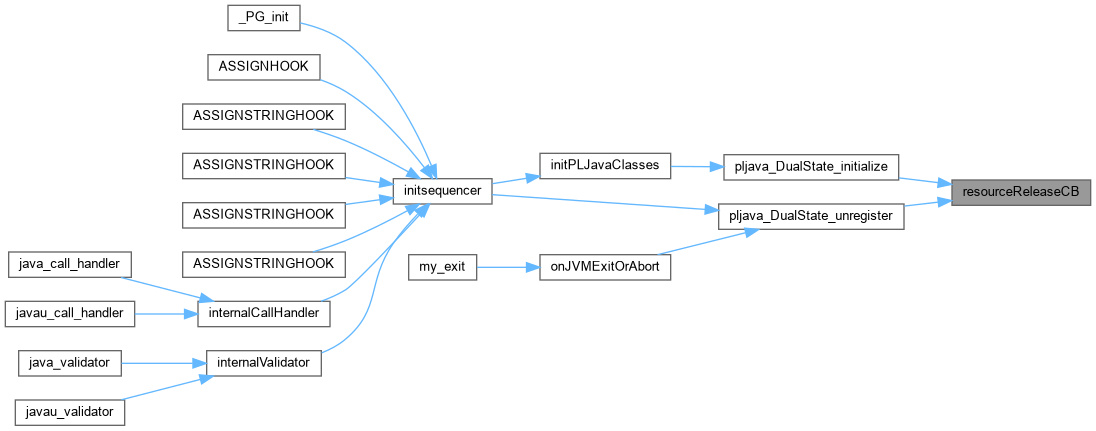 _PG_init
ASSIGNHOOK
ASSIGNSTRINGHOOK
ASSIGNSTRINGHOOK
ASSIGNSTRINGHOOK
ASSIGNSTRINGHOOK
java_call_handler
javau_call_handler
java_validator
javau_validator
internalCallHandler
internalValidator
initsequencer
my_exit
initPLJavaClasses
onJVMExitOrAbort
pljava_DualState_initialize
pljava_DualState_unregister
resourceReleaseCB